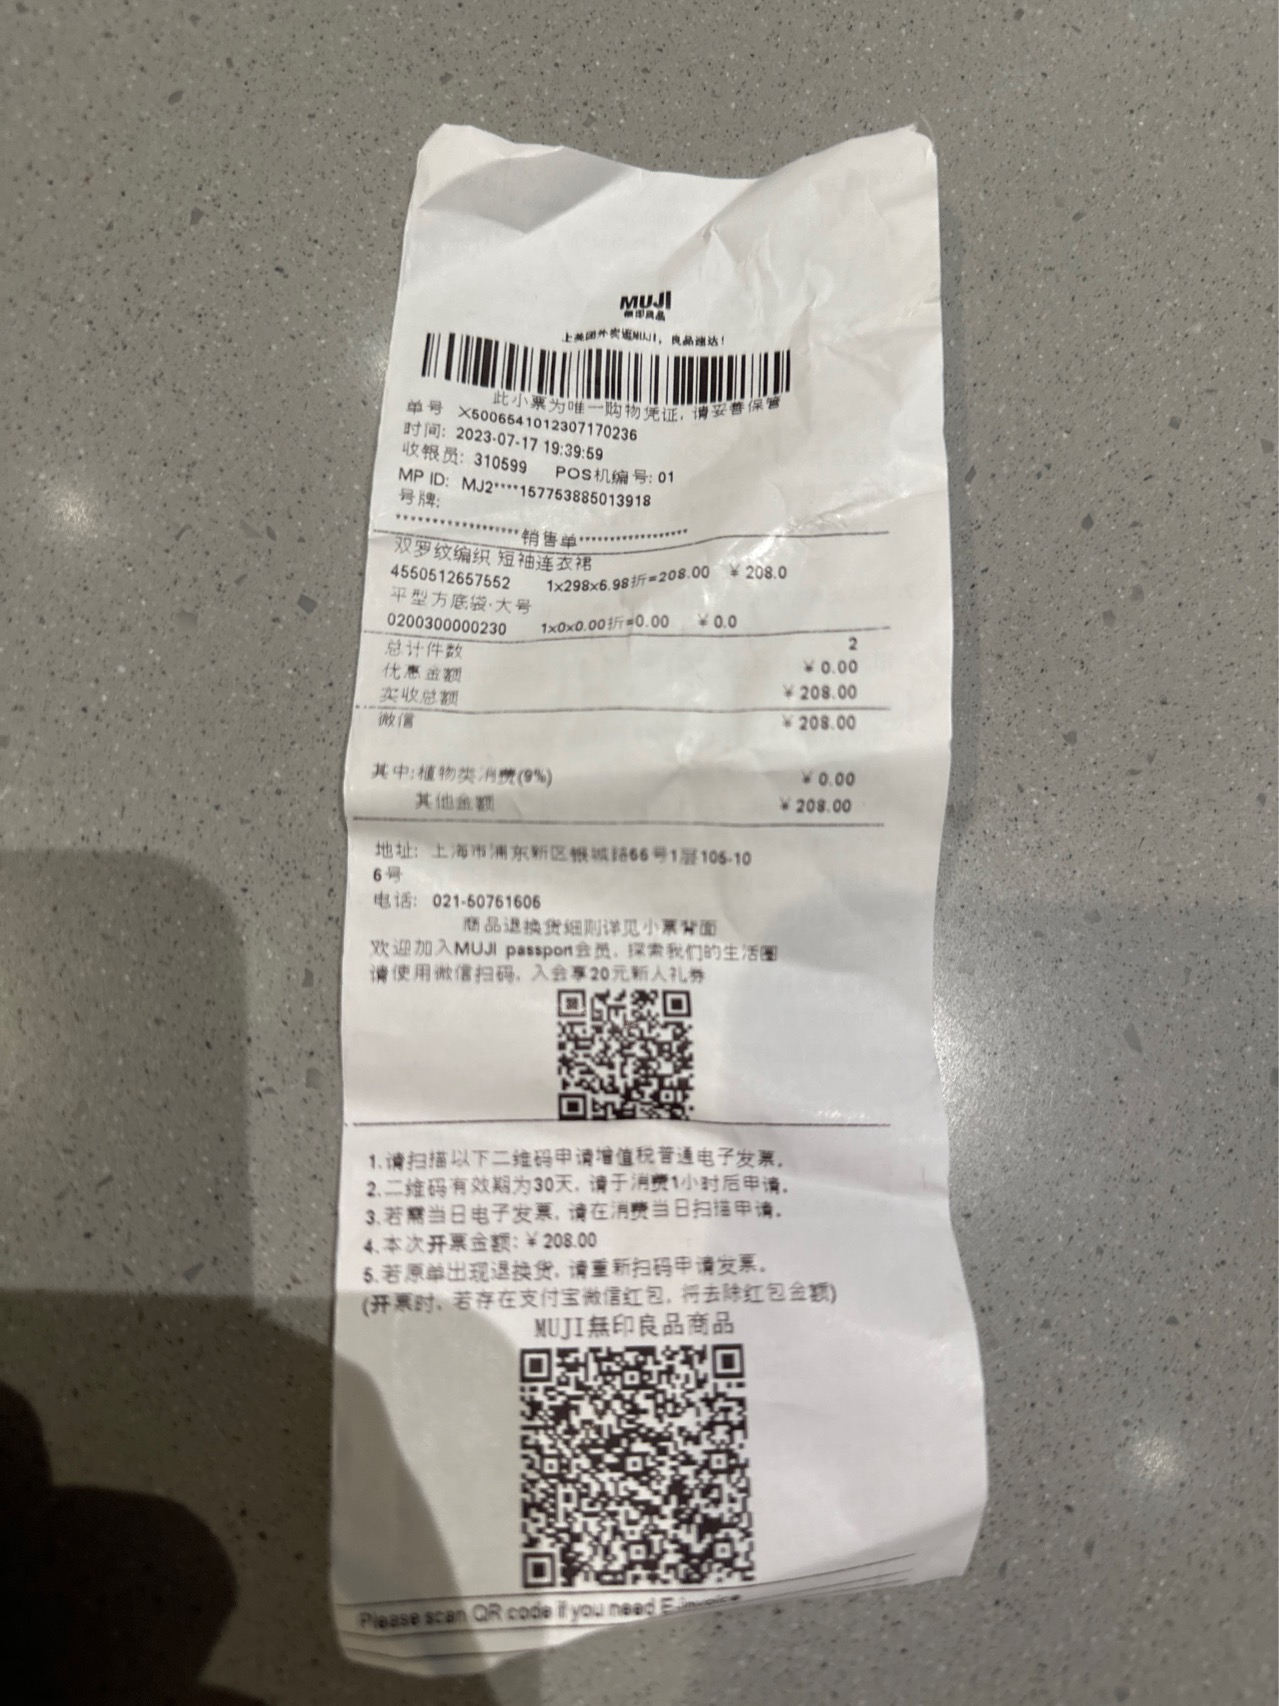 MUJI
無印良品
上美团外卖逛MUJI，良品速达！
此小票为唯一购物凭证，请妥善保管
单号 X5006541012307170236
时间: 2023-07-17 19:39:59
收银员: 310599 POS机编号: 01
MP ID: MJ2****157753885013918
号牌:
******************销售单*****************
双罗纹编织 短袖连衣裙
4550512657552 1x298x6.98折=208.00 ¥208.0
平型方底袋·大号
0200300000230 1x0x0.00折=0.00 ¥0.0
总计件数 2
优惠金额 ¥0.00
实收总额 ¥208.00
微信 ¥208.00
其中:植物类消费(9%) ¥0.00
其他金额 ¥208.00
地址: 上海市浦东新区银城路66号1层105-10
6号
电话: 021-50761606
商品退换货细则详见小票背面
欢迎加入MUJI passport会员，探索我们的生活圈
请使用微信扫码，入会享20元新人礼券
1.请扫描以下二维码申请增值税普通电子发票。
2.二维码有效期为30天，请于消费1小时后申请。
3.若需当日电子发票，请在消费当日扫描申请。
4.本次开票金额:¥208.00
5.若原单出现退换货，请重新扫码申请发票。
(开票时，若存在支付宝微信红包，将去除红包金额)
MUJI無印良品商品
Please scan QR code if you need E-invoice